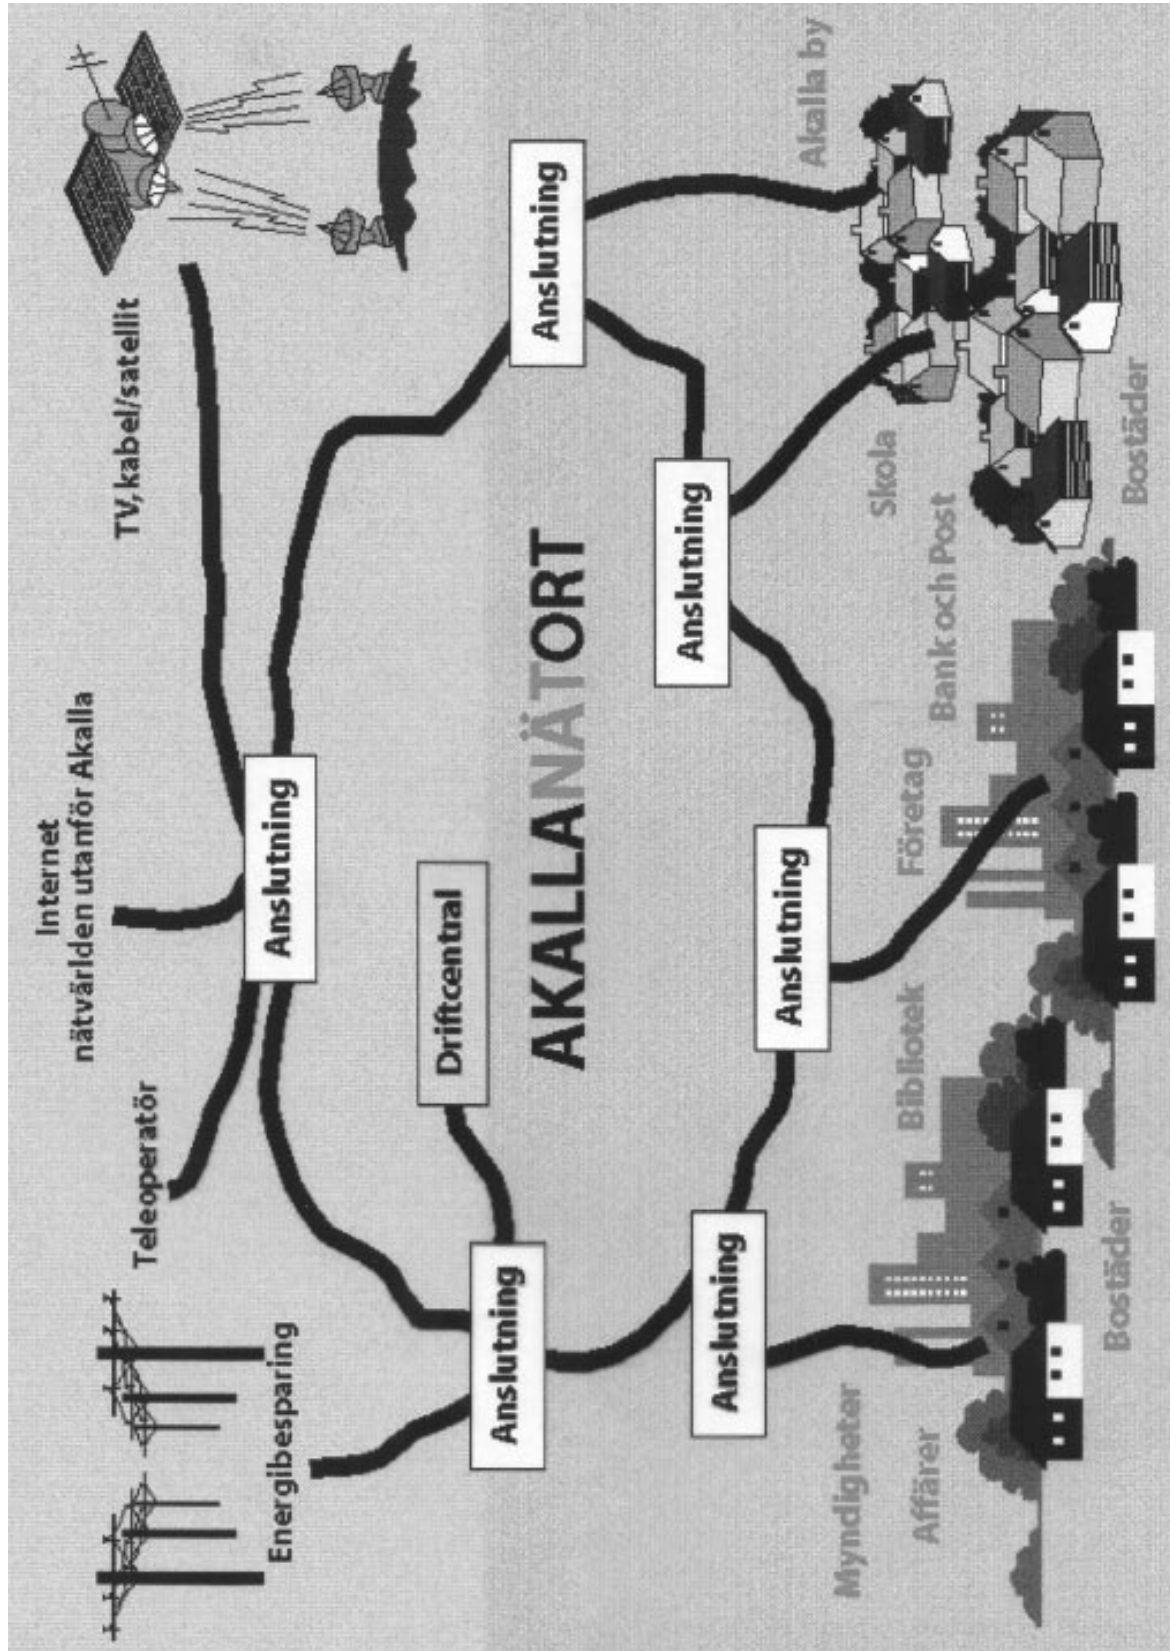 Internet
nätvärlden utanför Akalla
Teleoperatör
TV, kabel/satellit
Energibesparing
Anslutning
Driftcentral
Anslutning
Anslutning
AKALLANÄTORT
Anslutning
Anslutning
Anslutning
Akalla by
Myndigheter
Affärer
Bibliotek
Företag
Bank och Post
Skola
Bostäder
Bostäder